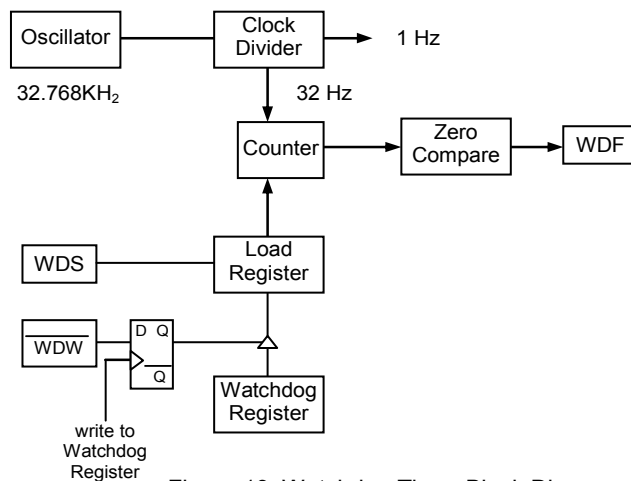 Oscillator
Clock
Divider
1 Hz
32.768KH₂
32 Hz
Counter
Zero
Compare
WDF
Load
Register
WDS
WDW
D Q
Q
Watchdog
Register
write to
Watchdog
Register